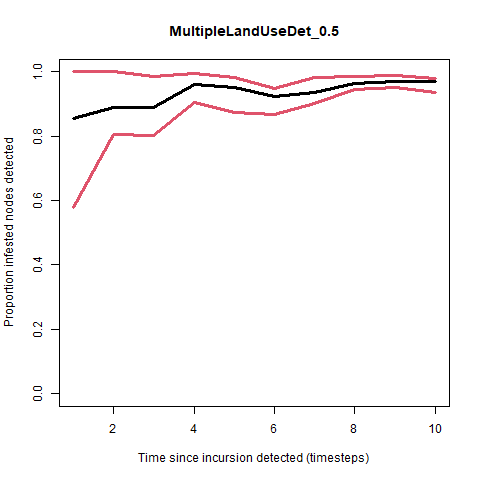 MultipleLandUseDet_0.5
Proportion infested nodes detected
1.0
0.8
0.6
0.4
0.2
0.0
2 4 6 8 10
Time since incursion detected (timesteps)